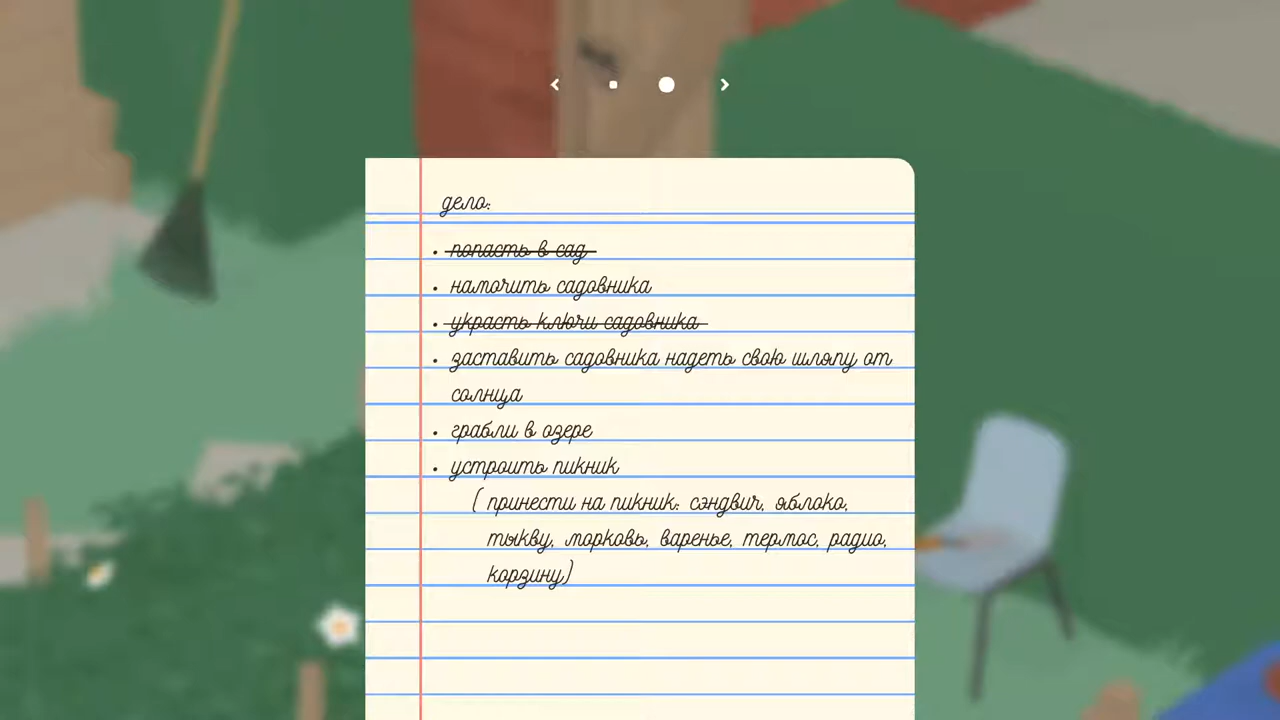 дело:
• попасть в сад
• намочить садовника
• украсть ключи садовника
• заставить садовника надеть свою шляпу от
солнца
• грабли в озере
• устроить пикник
( принести на пикник: сэндвич, яблоко,
тыкву, морковь, варенье, термос, радио,
корзину)